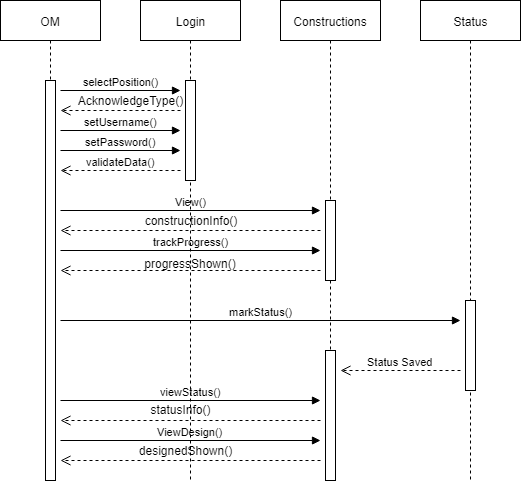 OM
Login
Constructions
Status
selectPosition()
AcknowledgeType()
setUsername()
setPassword()
validateData()
View()
constructionInfo()
trackProgress()
progressShown()
markStatus()
Status Saved
viewStatus()
statusInfo()
ViewDesign()
designedShown()